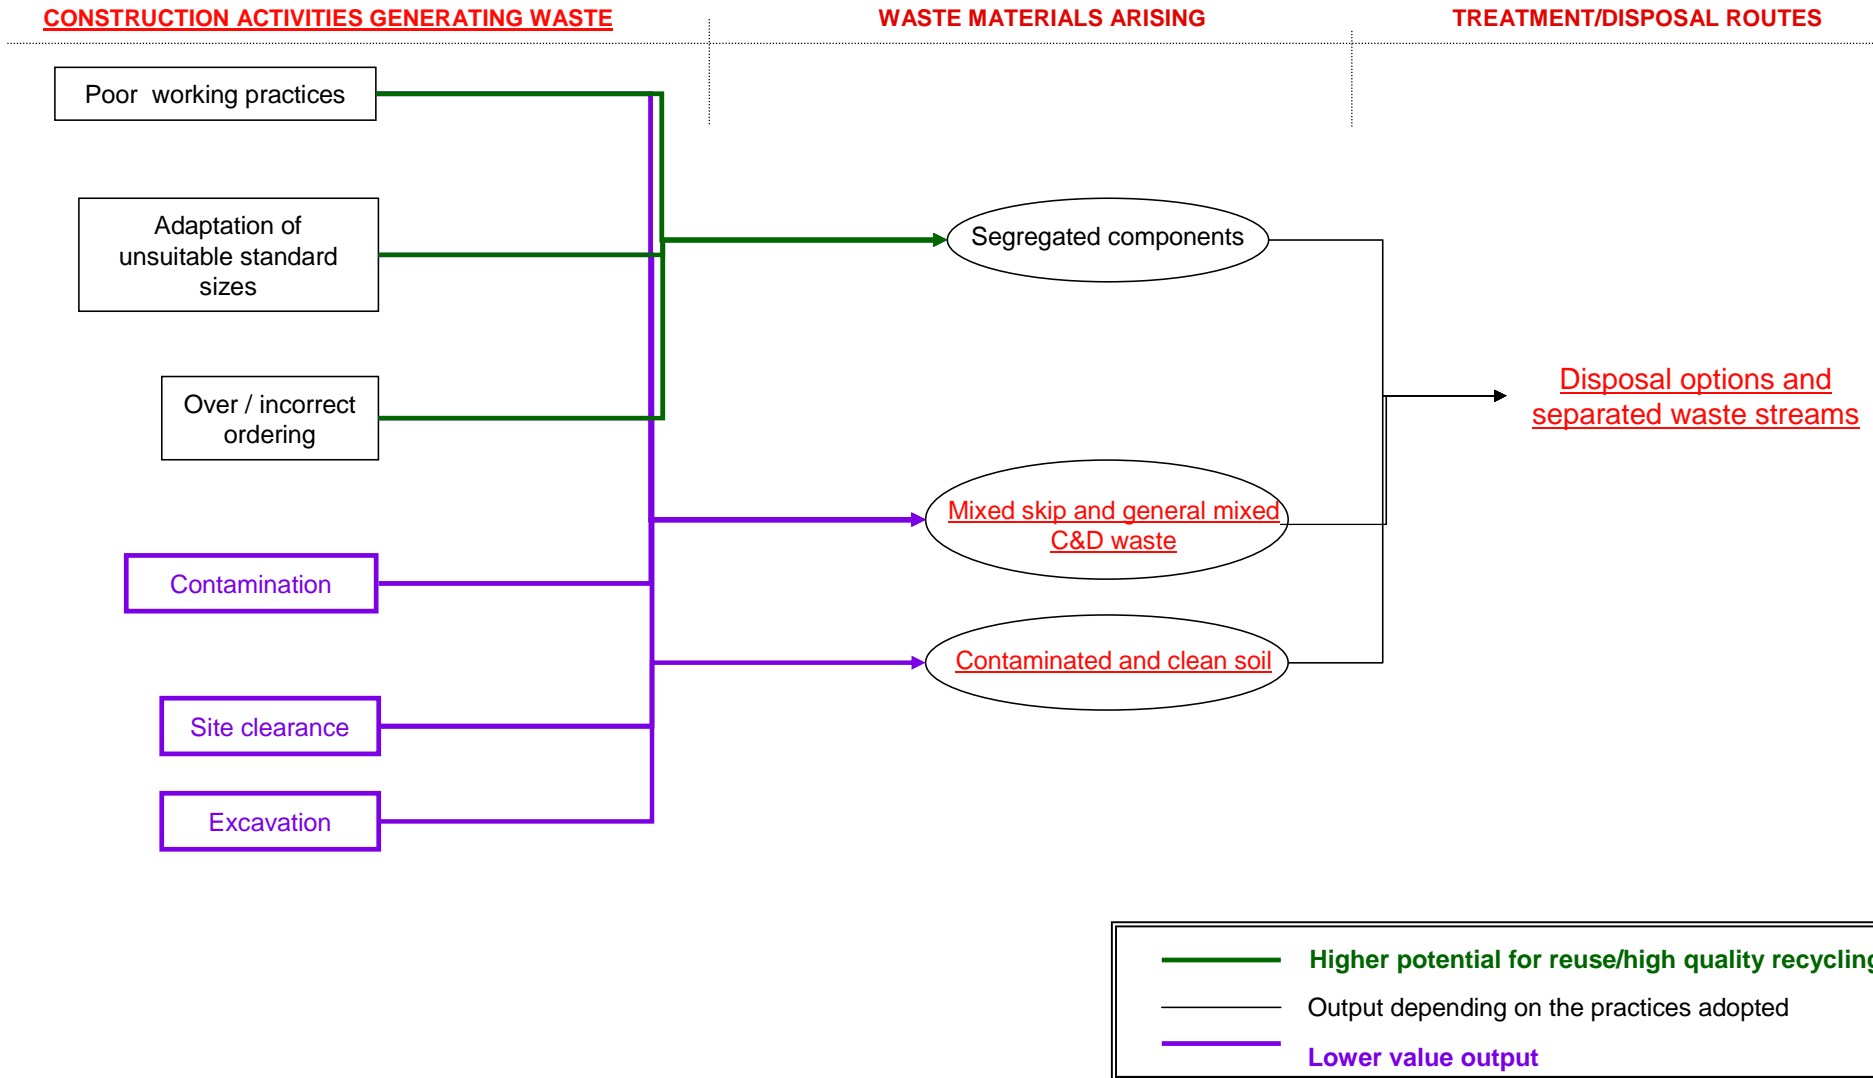 CONSTRUCTION ACTIVITIES GENERATING WASTE
WASTE MATERIALS ARISING
TREATMENT/DISPOSAL ROUTES
Poor working practices
Adaptation of
unsuitable standard
sizes
Over / incorrect
ordering
Contamination
Site clearance
Excavation
Segregated components
Mixed skip and general mixed
C&D waste
Contaminated and clean soil
Disposal options and
separated waste streams
Higher potential for reuse/high quality recycling
Output depending on the practices adopted
Lower value output